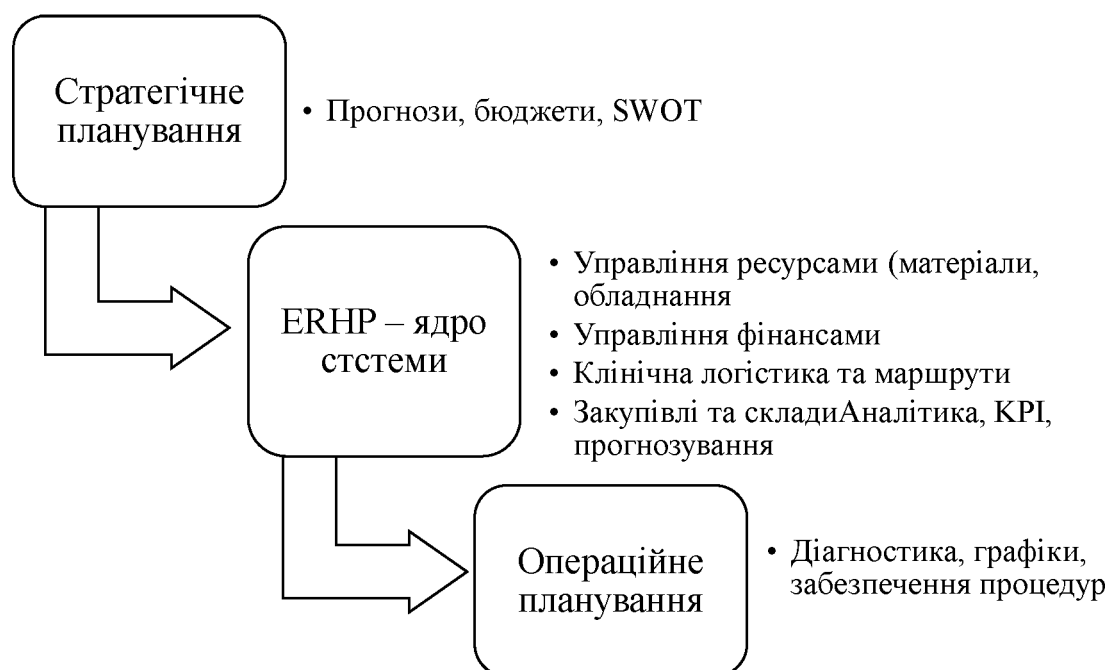 Стратегічне
планування
• Прогнози, бюджети, SWOT
ERHP – ядро
стстеми
• Управління ресурсами (матеріали,
обладнання
• Управління фінансами
• Клінічна логістика та маршрути
• Закупівлі та складиАналітика, KPI,
прогнозування
Операційне
планування
• Діагностика, графіки,
забезпечення процедур